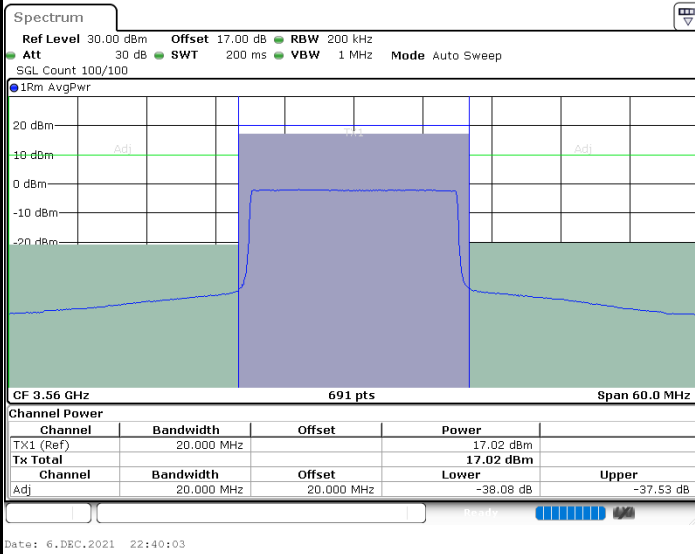 Spectrum
Ref Level 30.00 dBm Offset 17.00 dB RBW 200 kHz
Att 30 dB SWT 200 ms VBW 1 MHz Mode Auto Sweep
SGL Count 100/100
1Rm AvgPwr
20 dBm
TX1
10 dBm
Adj Adj
0 dBm
-10 dBm
-20 dBm
CF 3.56 GHz 691 pts Span 60.0 MHz
Channel Power
Channel Bandwidth Offset Power
TX1 (Ref) 20.000 MHz 17.02 dBm
Tx Total 17.02 dBm
Channel Bandwidth Offset Lower Upper
Adj 20.000 MHz 20.000 MHz -38.08 dB -37.53 dB
Ready
Date: 6.DEC.2021 22:40:03